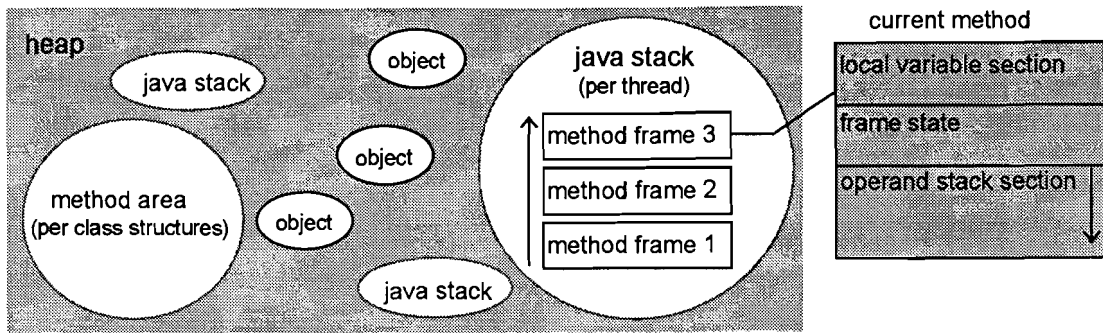 heap
java stack
object
object
object
method area
(per class structures)
java stack
java stack
(per thread)
method frame 3
method frame 2
method frame 1
current method
local variable section
frame state
operand stack section